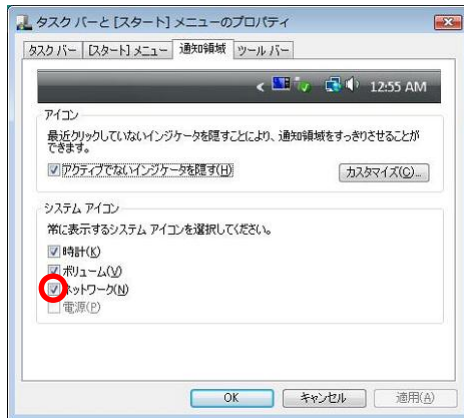 タスク バーと [スタート] メニューのプロパティ
タスク バー [スタート] メニュー 通知領域 ツール バー
12:55 AM
アイコン
最近クリックしていないインジケータを隠すことにより、通知領域をすっきりさせることが
できます。
アクティブでないインジケータを隠す(H)
カスタマイズ(C)...
システム アイコン
常に表示するシステム アイコンを選択してください。
時計(K)
ボリューム(V)
ネットワーク(N)
電源(P)
OK キャンセル 適用(A)